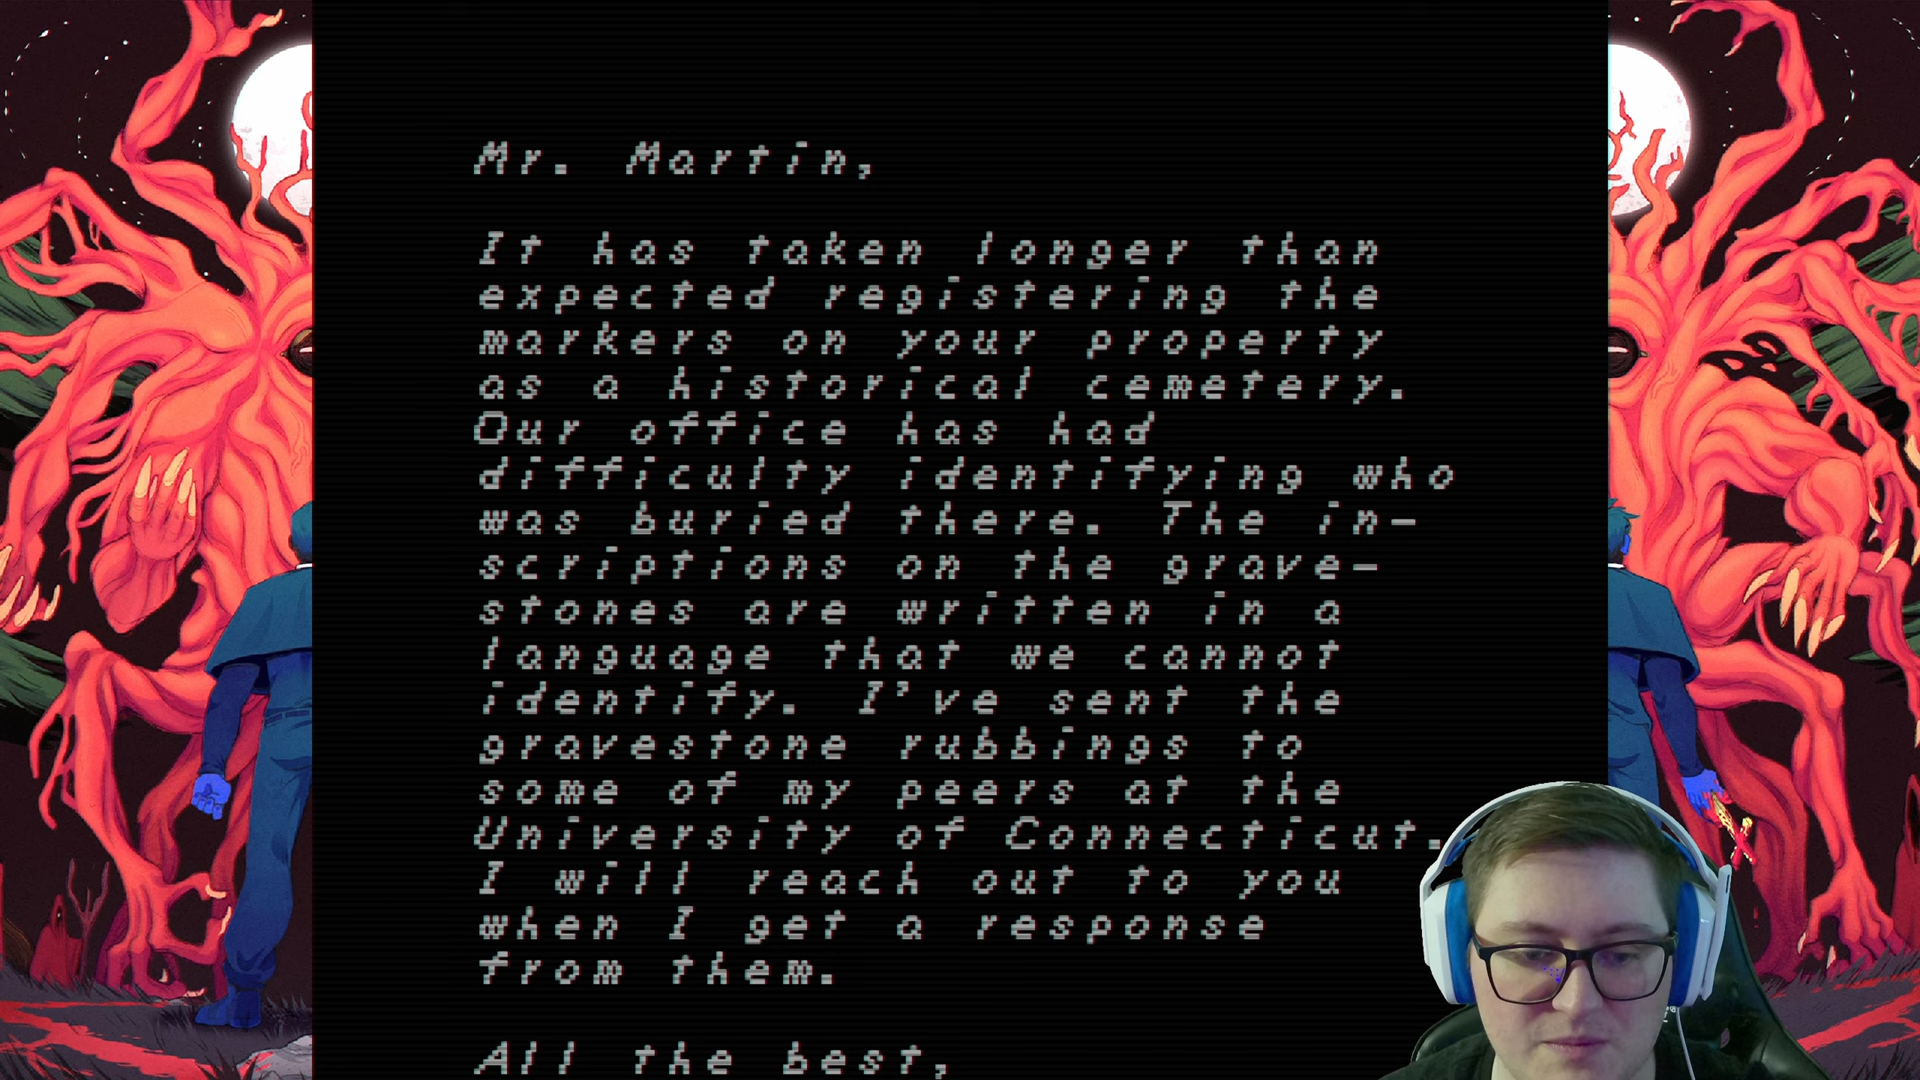 Mr. Martin,
It has taken longer than
expected registering the
markers on your property
as a historical cemetery.
Our office has had
difficulty identifying who
was buried there. The in-
scriptions on the grave-
stones are written in a
language that we cannot
identify. I've sent the
gravestone rubbings to
some of my peers at the
University of Connecticut.
I will reach out to you
when I get a response
from them.
All the best,